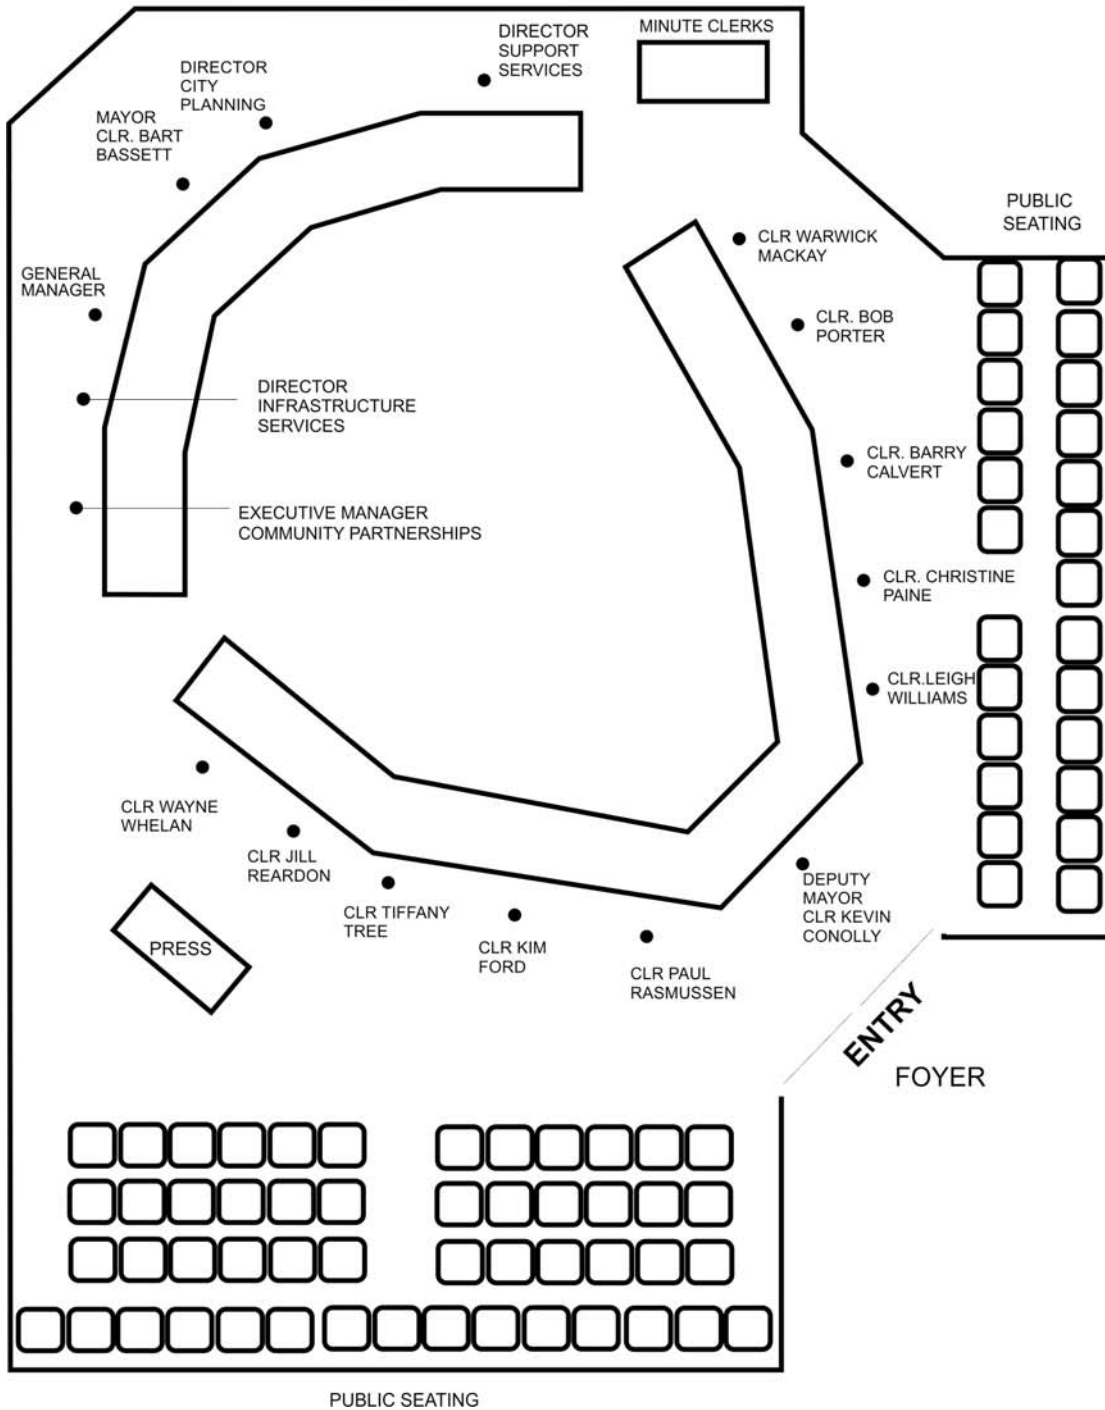 DIRECTOR
SUPPORT
SERVICES
MINUTE CLERKS
DIRECTOR
CITY
PLANNING
MAYOR
CLR. BART
BASSETT
PUBLIC
SEATING
CLR WARWICK
MACKAY
GENERAL
MANAGER
CLR. BOB
PORTER
DIRECTOR
INFRASTRUCTURE
SERVICES
CLR. BARRY
CALVERT
EXECUTIVE MANAGER
COMMUNITY PARTNERSHIPS
CLR. CHRISTINE
PAINE
CLR.LEIGH
WILLIAMS
CLR WAYNE
WHELAN
CLR JILL
REARDON
CLR TIFFANY
TREE
CLR KIM
FORD
CLR PAUL
RASMUSSEN
DEPUTY
MAYOR
CLR KEVIN
CONOLLY
PRESS
ENTRY
FOYER
PUBLIC SEATING